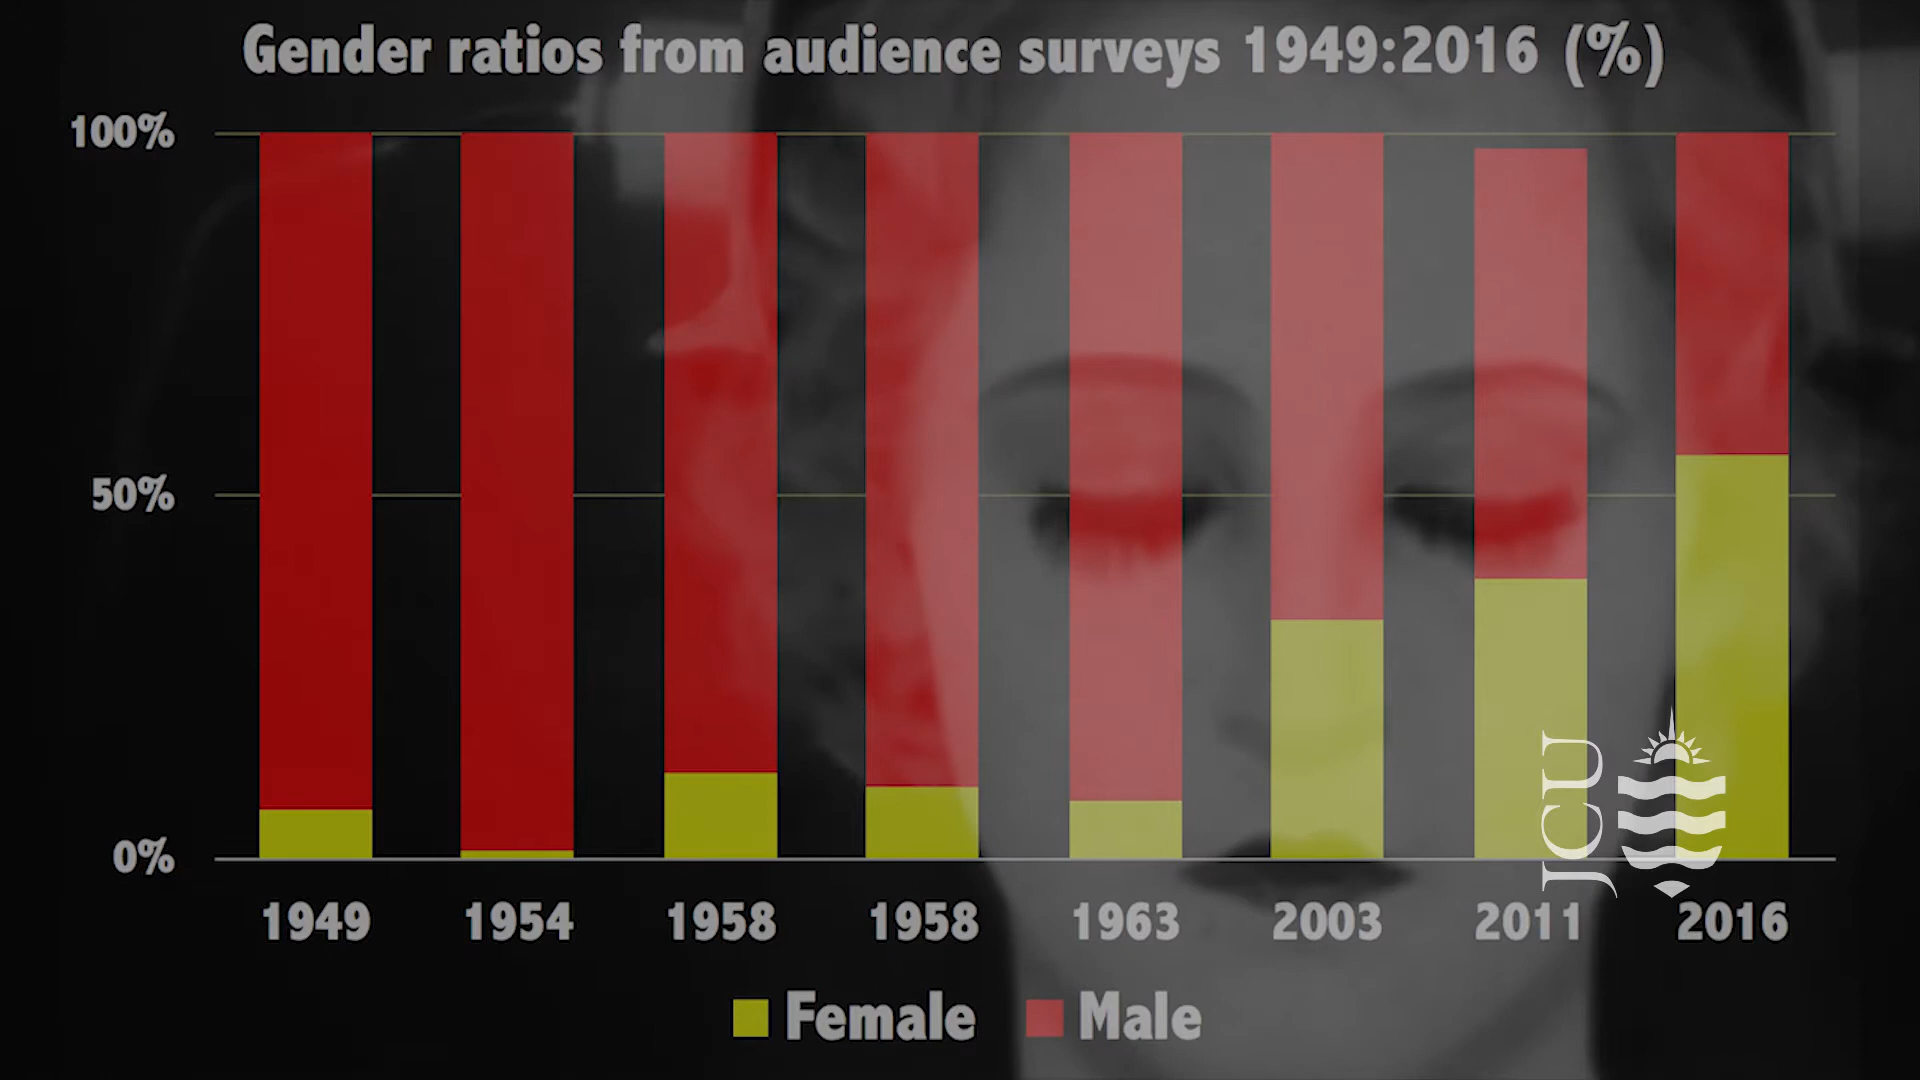 Gender ratios from audience surveys 1949:2016 (%)
100%
50%
0%
1949 1954 1958 1958 1963 2003 2011 2016
Female Male
JCU